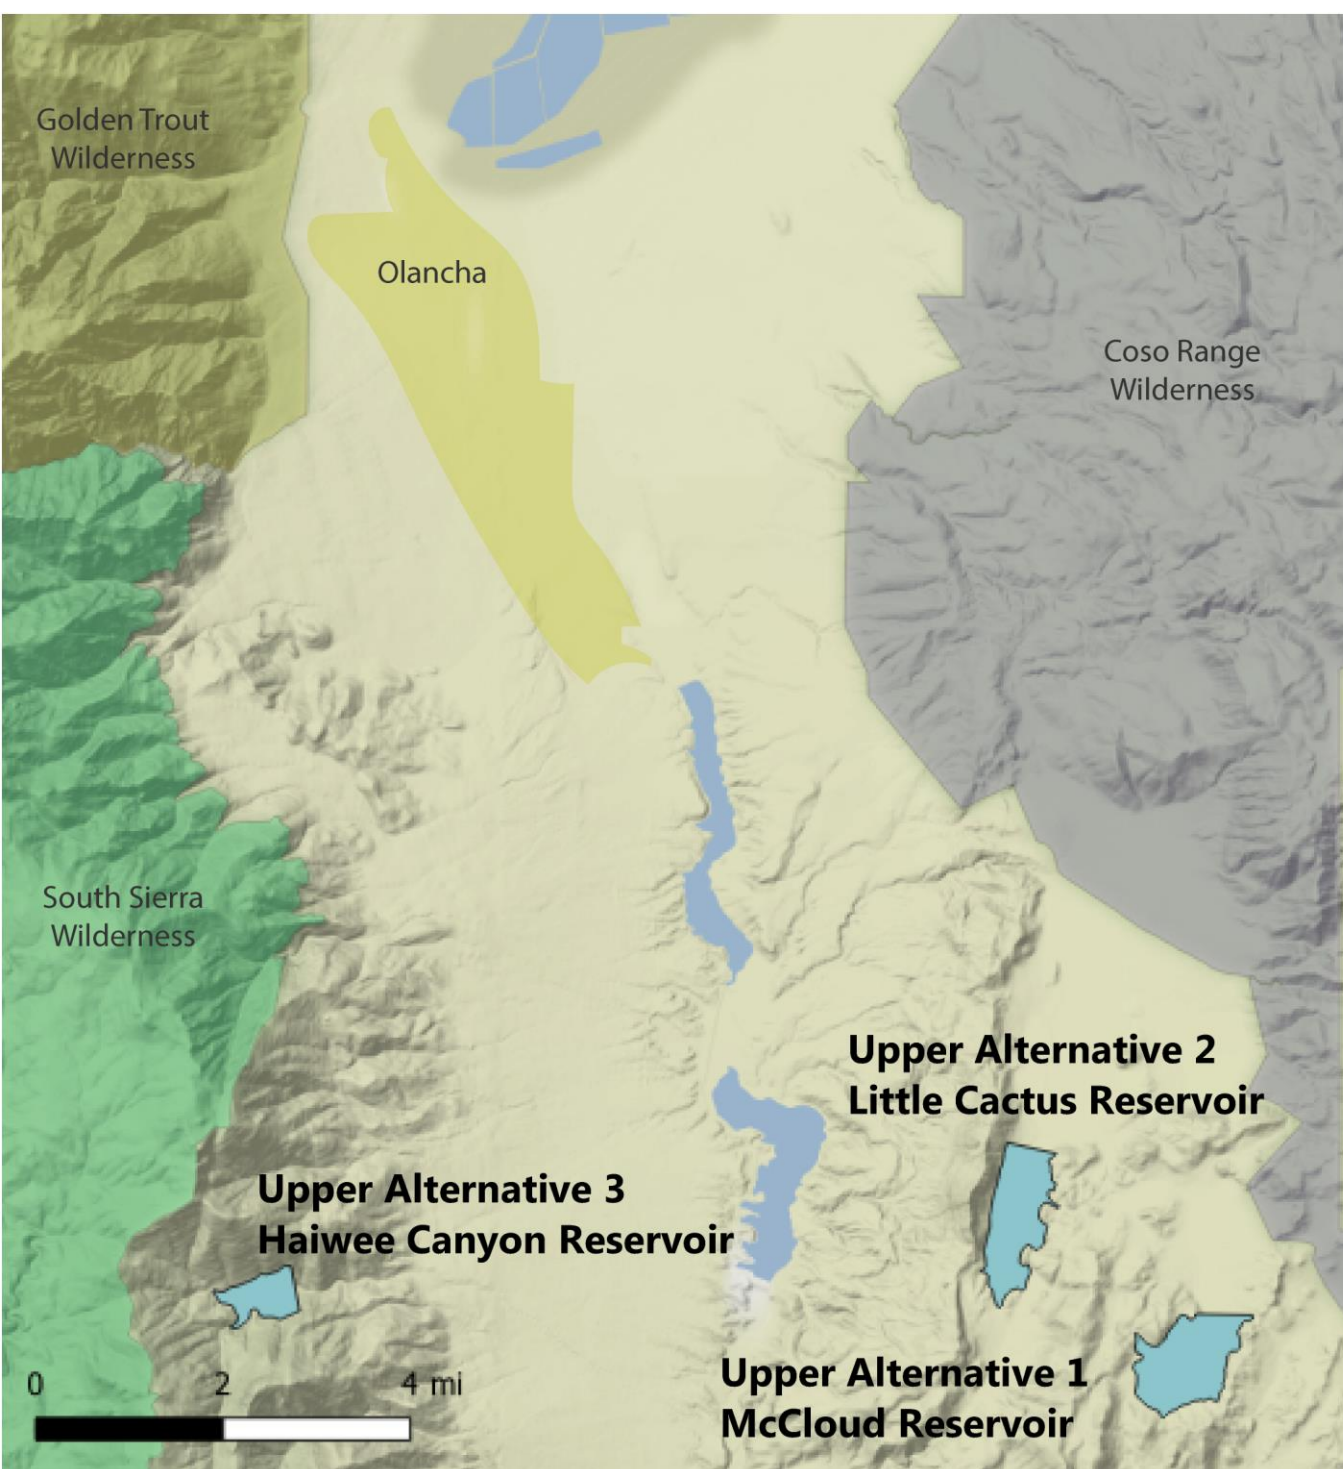 Golden Trout
Wilderness
Olancha
Coso Range
Wilderness
South Sierra
Wilderness
Upper Alternative 2
Little Cactus Reservoir
Upper Alternative 3
Haiwee Canyon Reservoir
Upper Alternative 1
McCloud Reservoir
0 2 4 mi